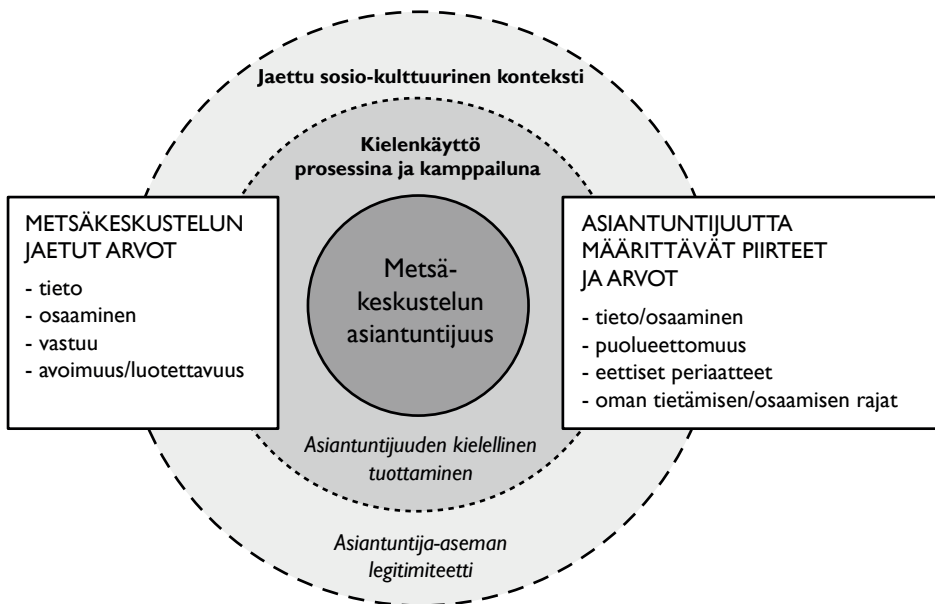 Jaettu sosio-kulttuurinen konteksti
Kielenkäyttö
prosessina ja kamppailuna
METSÄKESKUSTELUN
JAETUT ARVOT
- tieto
- osaaminen
- vastuu
- avoimuus/luotettavuus
Metsä-
keskustelun
asiantuntijuus
ASIANTUNTIJUUTTA
MÄÄRITTÄVÄT PIIRTEET
JA ARVOT
- tieto/osaaminen
- puolueettomuus
- eettiset periaatteet
- oman tietämisen/osaamisen rajat
Asiantuntijuuden kielellinen
tuottaminen
Asiantuntija-aseman
legitimiteetti